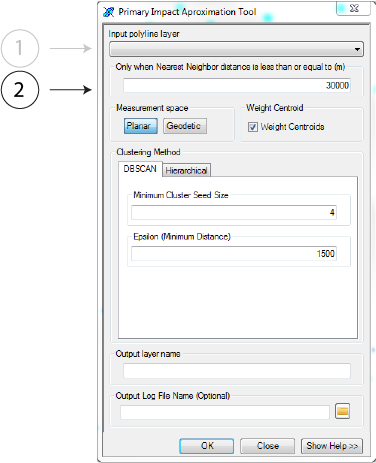 Primary Impact Aproximation Tool
1
Input polyline layer
2
Only when Nearest Neighbor distance is less than or equal to (m)
30000
Measurement space
Weight Centroid
Planar
Geodetic
Weight Centroids
Clustering Method
DBSCAN
Hierarchical
Minimum Cluster Seed Size
4
Epsilon (Minimum Distance)
1500
Output layer name
Output Log File Name (Optional)
OK
Close
Show Help >>